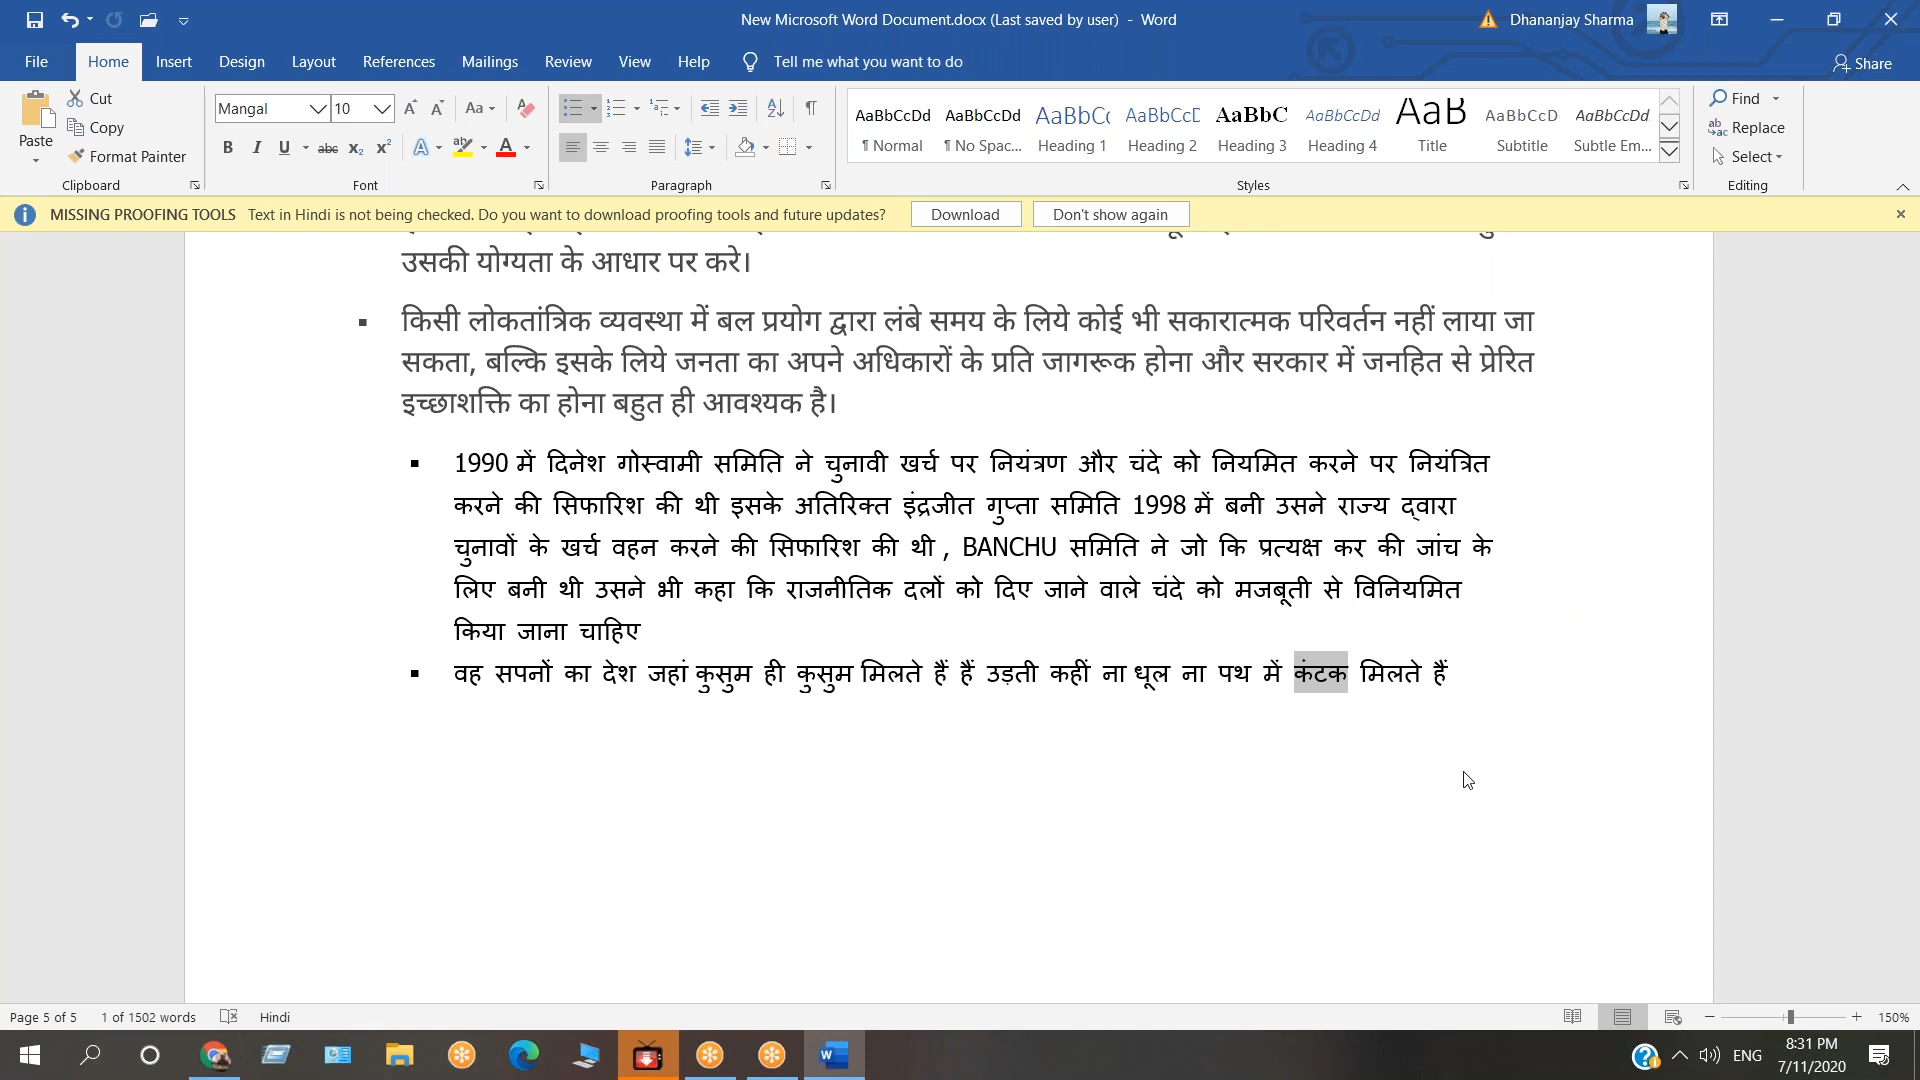 New Microsoft Word Document.docx (Last saved by user) - Word
Dhananjay Sharma
File Home Insert Design Layout References Mailings Review View Help Tell me what you want to do
Share
Paste
Cut
Copy
Format Painter
Clipboard
Mangal 10
Font
Paragraph
AaBbCcDd AaBbCcDd AaBbCc AaBbCcD AaBbC AaBbCcDd AaB AaBbCcD AaBbCcDd
¶ Normal ¶ No Spac... Heading 1 Heading 2 Heading 3 Heading 4 Title Subtitle Subtle Em...
Styles
Find
Replace
Select
Editing
MISSING PROOFING TOOLS Text in Hindi is not being checked. Do you want to download proofing tools and future updates? Download Don't show again
उसकी योग्यता के आधार पर करे।
▪ किसी लोकतांत्रिक व्यवस्था में बल प्रयोग द्वारा लंबे समय के लिये कोई भी सकारात्मक परिवर्तन नहीं लाया जा
सकता, बल्कि इसके लिये जनता का अपने अधिकारों के प्रति जागरूक होना और सरकार में जनहित से प्रेरित
इच्छाशक्ति का होना बहुत ही आवश्यक है।
▪ 1990 में दिनेश गोस्वामी समिति ने चुनावी खर्च पर नियंत्रण और चंदे को नियमित करने पर नियंत्रित
करने की सिफारिश की थी इसके अतिरिक्त इंद्रजीत गुप्ता समिति 1998 में बनी उसने राज्य द्वारा
चुनावों के खर्च वहन करने की सिफारिश की थी , BANCHU समिति ने जो कि प्रत्यक्ष कर की जांच के
लिए बनी थी उसने भी कहा कि राजनीतिक दलों को दिए जाने वाले चंदे को मजबूती से विनियमित
किया जाना चाहिए
▪ वह सपनों का देश जहां कुसुम ही कुसुम मिलते हैं हैं उड़ती कहीं ना धूल ना पथ में कंटक मिलते हैं
Page 5 of 5 1 of 1502 words Hindi 150%
ENG
8:31 PM
7/11/2020